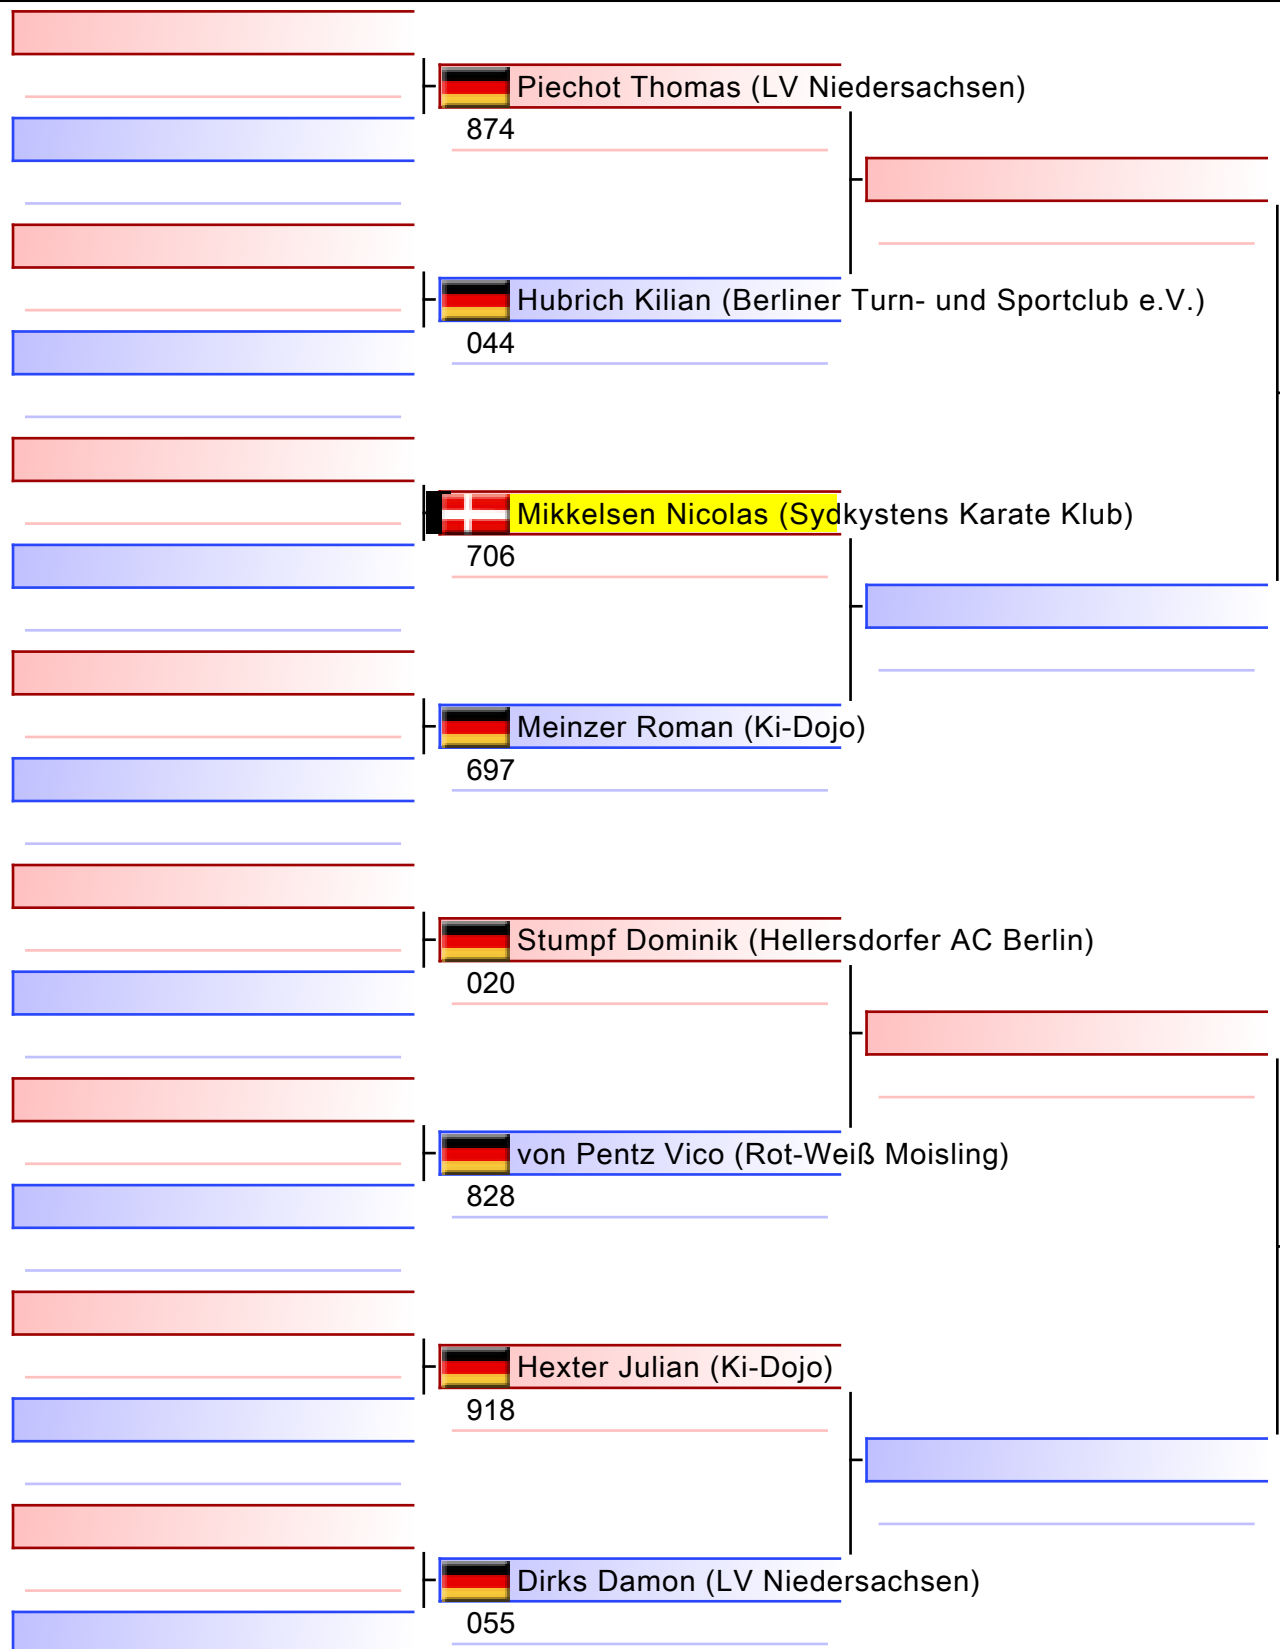 Piechot Thomas (LV Niedersachsen)
874
Hubrich Kilian (Berliner Turn- und Sportclub e.V.)
044
Mikkelsen Nicolas (Sydkystens Karate Klub)
706
Meinzer Roman (Ki-Dojo)
697
Stumpf Dominik (Hellersdorfer AC Berlin)
020
von Pentz Vico (Rot-Weiß Moisling)
828
Hexter Julian (Ki-Dojo)
918
Dirks Damon (LV Niedersachsen)
055